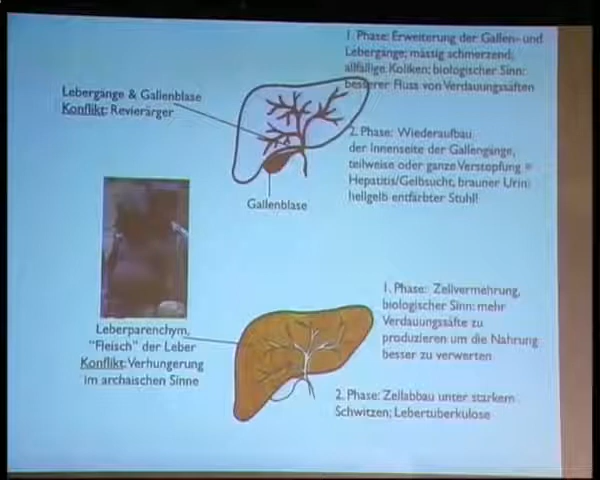 1. Phase: Erweiterung der Gallen- und
Lebergänge; mässig schmerzend;
allfällige Koliken; biologischer Sinn:
besserer Fluss von Verdauungssäften
Lebergänge & Gallenblase
Konflikt: Revierärger
2. Phase: Wiederaufbau
der Innenseite der Gallengänge,
teilweise oder ganze Verstopfung =
Hepatitis/Gelbsucht, brauner Urin;
hellgelb entfärbter Stuhl!
Gallenblase
1. Phase: Zellvermehrung,
biologischer Sinn: mehr
Verdauungssäfte zu
produzieren um die Nahrung
besser zu verwerten
Leberparenchym,
"Fleisch" der Leber
Konflikt: Verhungerung
im archaischen Sinne
2. Phase: Zellabbau unter starkem
Schwitzen; Lebertuberkulose